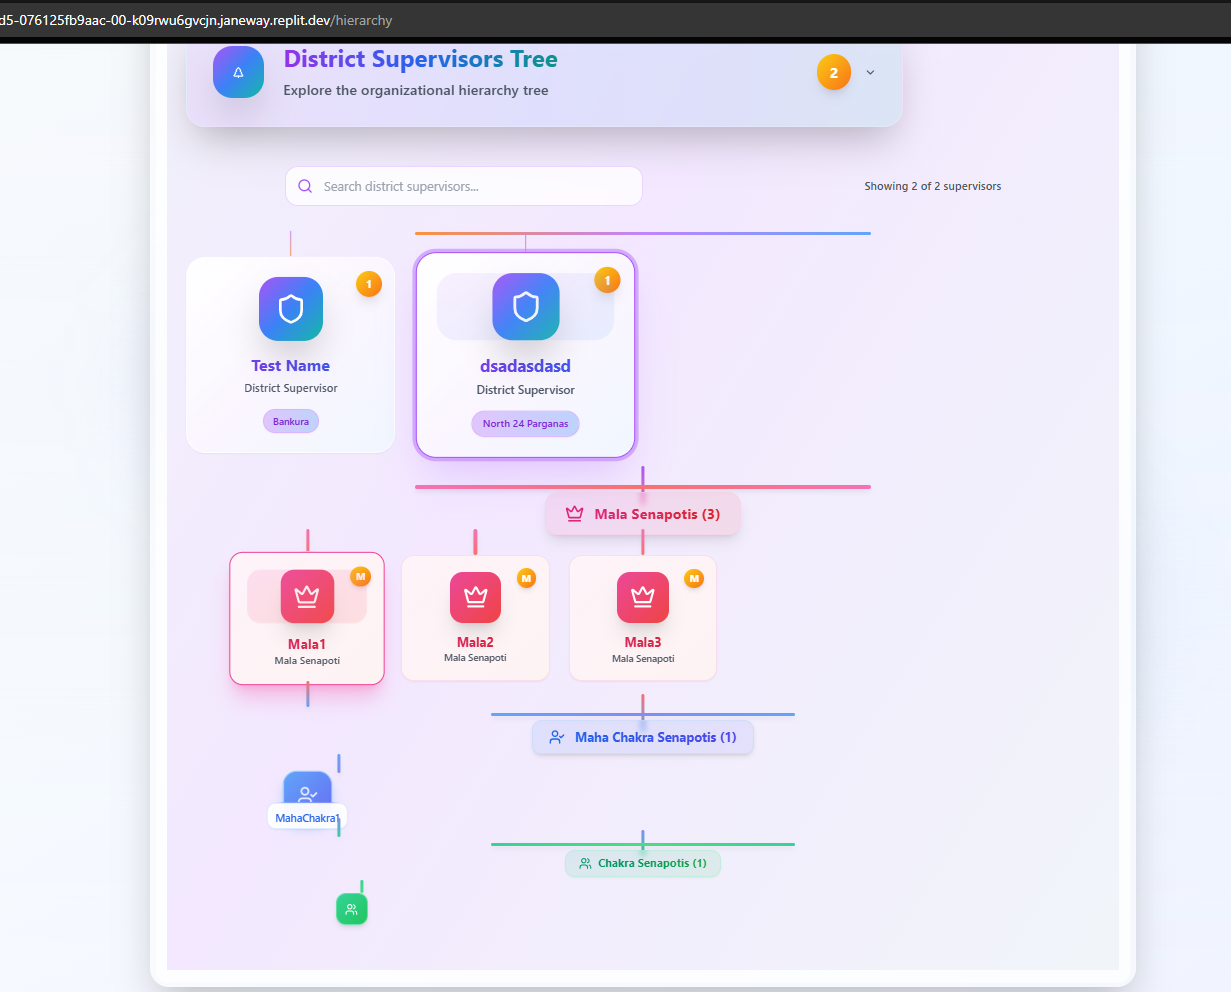 d5-076125fb9aac-00-k09rwu6gvcjn.janeway.replit.dev/hierarchy
District Supervisors Tree
Explore the organizational hierarchy tree
2
Search district supervisors...
Showing 2 of 2 supervisors
1
Test Name
District Supervisor
Bankura
1
dsadasdasd
District Supervisor
North 24 Parganas
Mala Senapotis (3)
M
Mala1
Mala Senapoti
M
Mala2
Mala Senapoti
M
Mala3
Mala Senapoti
Maha Chakra Senapotis (1)
MahaChakra1
Chakra Senapotis (1)